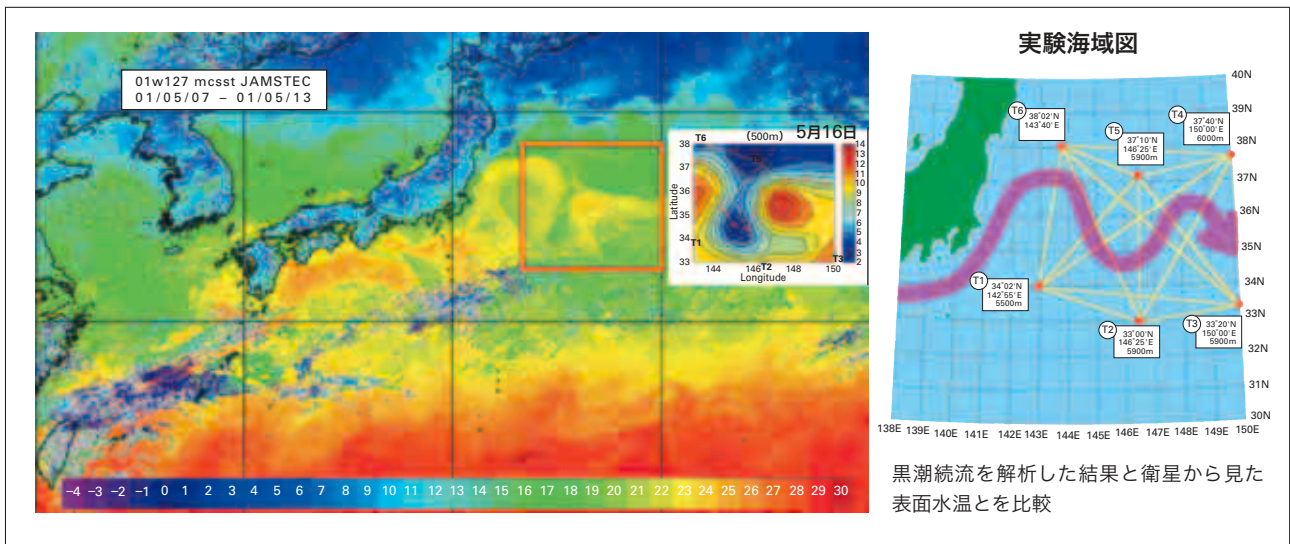 01w127 mcsst JAMSTEC
01/05/07 – 01/05/13
(500m) 5月16日
T6
T5
38
37
36
35
34
33
Latitude
T1
T2
T3
144 146 148 150
Longitude
14
13
12
11
10
9
8
7
6
5
4
3
2
−4 −3 −2 −1 0 1 2 3 4 5 6 7 8 9 10 11 12 13 14 15 16 17 18 19 20 21 22 23 24 25 26 27 28 29 30
実験海域図
T6
38°02'N
143°40'E
T5
37°10'N
146°25'E
5900m
T4
37°40'N
150°00'E
6000m
T1
34°02'N
142°55'E
5500m
T2
33°00'N
146°25'E
5900m
T3
33°20'N
150°00'E
5900m
40N
39N
38N
37N
36N
35N
34N
33N
32N
31N
30N
138E 139E 140E 141E 142E 143E 144E 145E 146E 147E 148E 149E 150E
黒潮続流を解析した結果と衛星から見た
表面水温とを比較